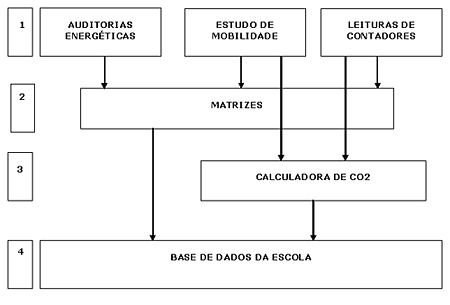 1
AUDITORIAS
ENERGÉTICAS
ESTUDO DE
MOBILIDADE
LEITURAS DE
CONTADORES
2
MATRIZES
3
CALCULADORA DE CO2
4
BASE DE DADOS DA ESCOLA